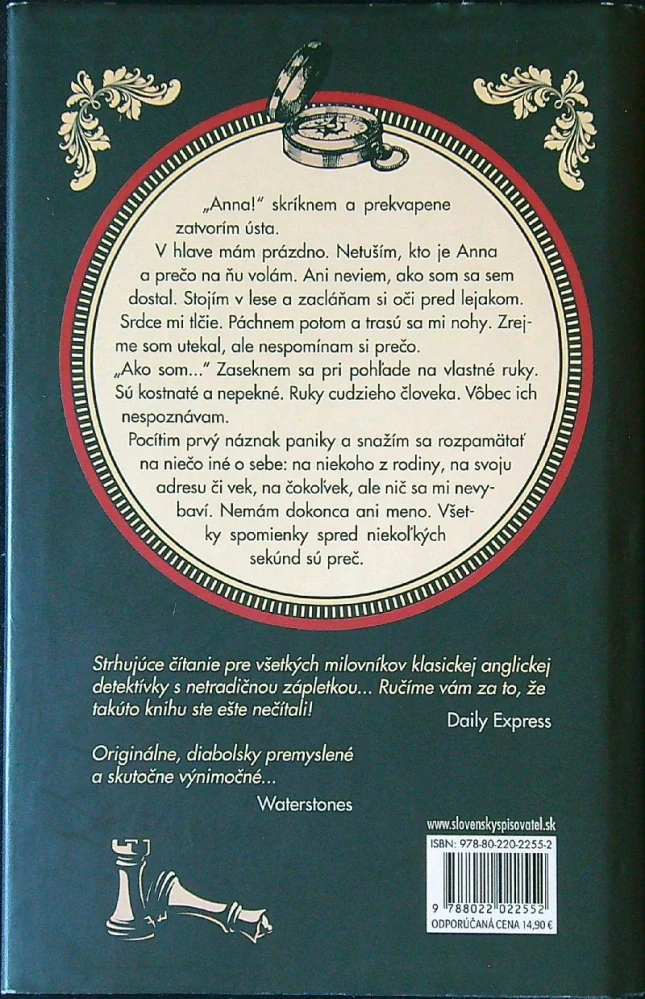 „Anna!“ skríknem a prekvapene
zatvorím ústa.
V hlave mám prázdno. Netuším, kto je Anna
a prečo na ňu volám. Ani neviem, ako som sa sem
dostal. Stojím v lese a zacláňam si oči pred lejakom.
Srdce mi tlčie. Páchnem potom a trasú sa mi nohy. Zrej-
me som utekal, ale nespomínam si prečo.
„Ako som...“ Zaseknem sa pri pohľade na vlastné ruky.
Sú kostnaté a nepekné. Ruky cudzieho človeka. Vôbec ich
nespoznávam.
Pocítim prvý náznak paniky a snažím sa rozpamätať
na niečo iné o sebe: na niekoho z rodiny, na svoju
adresu či vek, na čokoľvek, ale nič sa mi nevy-
baví. Nemám dokonca ani meno. Všet-
ky spomienky spred niekoľkých
sekúnd sú preč.
Strhujúce čítanie pre všetkých milovníkov klasickej anglickej
detektívky s netradičnou zápletkou... Ručíme vám za to, že
takúto knihu ste ešte nečítali!
Daily Express
Originálne, diabolsky premyslené
a skutočne výnimočné...
Waterstones
www.slovenskyspisovatel.sk
ISBN: 978-80-220-2255-2
9 788022 022552
ODPORÚČANÁ CENA 14,90 €